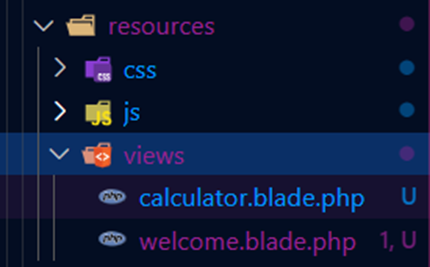 resources
css
js
views
calculator.blade.php U
welcome.blade.php 1, U